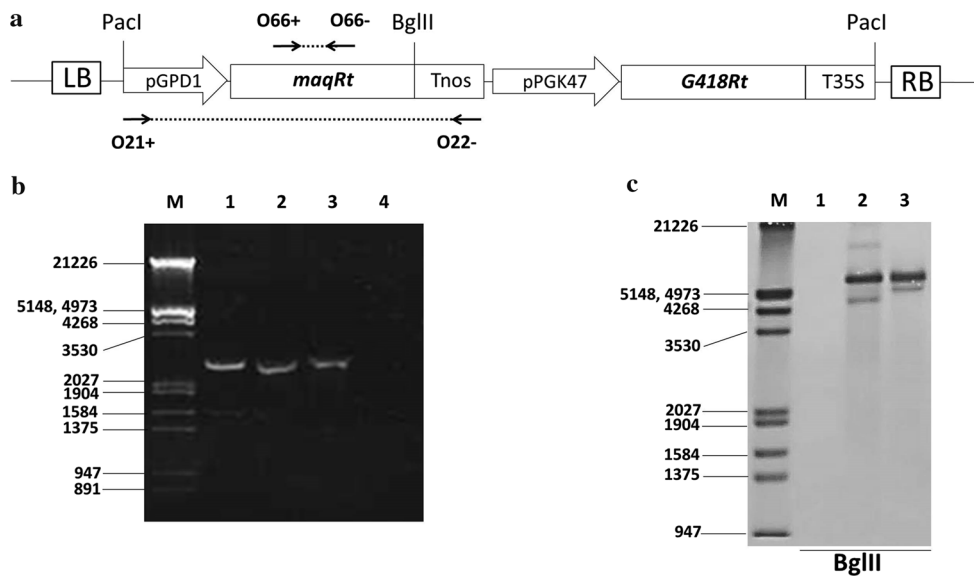 a
PacI
O66+ O66-
BglII
PacI
LB
pGPD1
maqRt
Tnos
pPGK47
G418Rt
T35S
RB
O21+
O22-
b
M 1 2 3 4
21226
5148, 4973
4268
3530
2027
1904
1584
1375
947
891
c
M 1 2 3
21226
5148, 4973
4268
3530
2027
1904
1584
1375
947
BglII